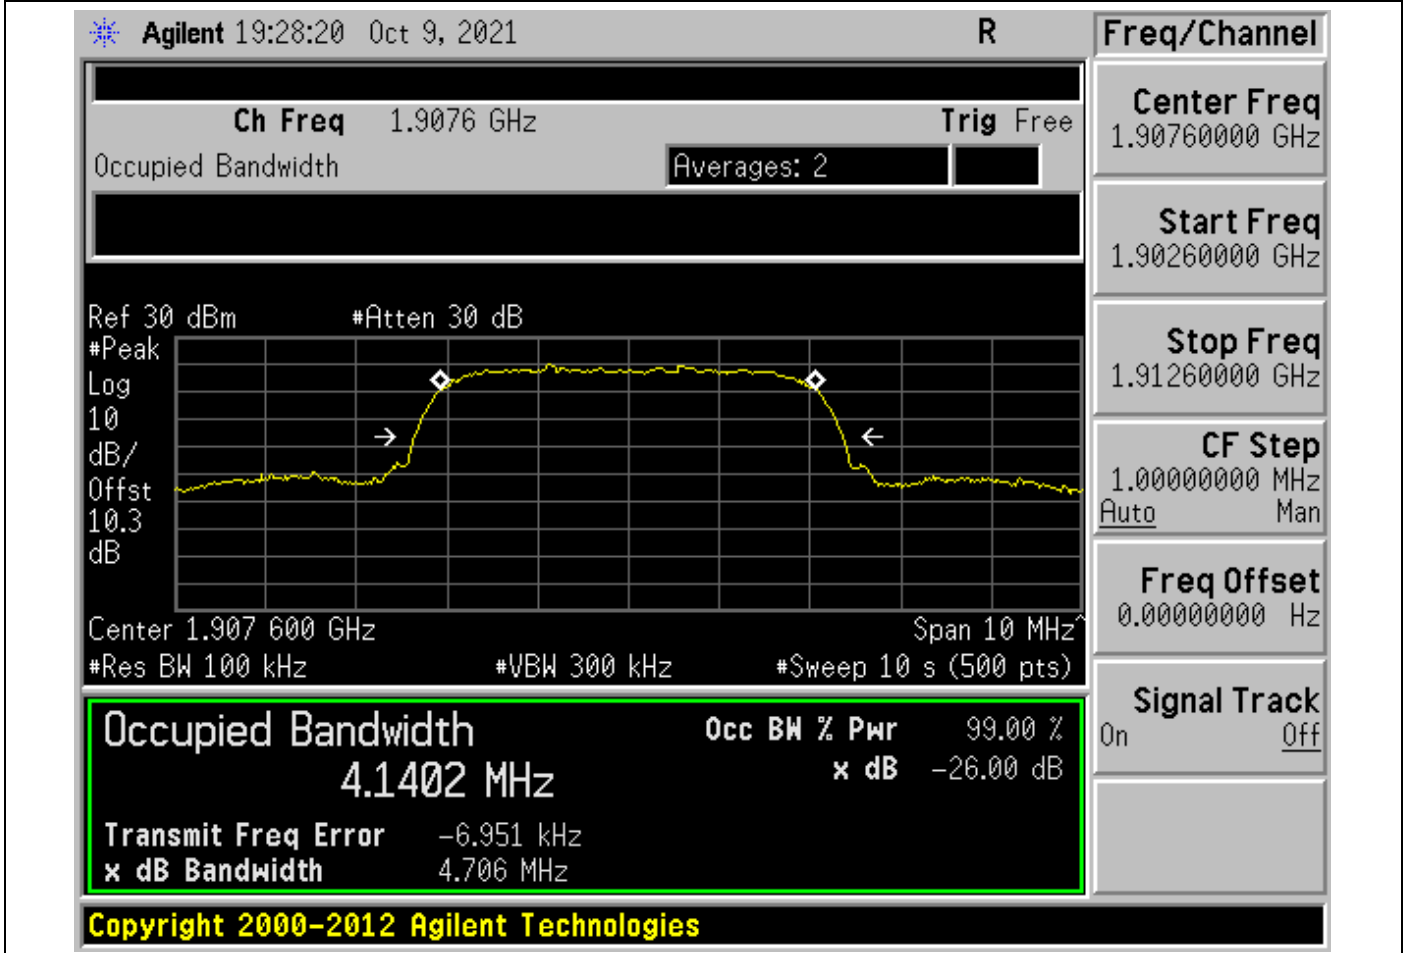 Agilent 19:28:20 Oct 9, 2021 R Freq/Channel
Ch Freq 1.9076 GHz Trig Free
Occupied Bandwidth Averages: 2
Center Freq
1.90760000 GHz
Start Freq
1.90260000 GHz
Stop Freq
1.91260000 GHz
CF Step
1.00000000 MHz
Auto Man
Freq Offset
0.00000000 Hz
Signal Track
On Off
Ref 30 dBm #Atten 30 dB
#Peak
Log
10
dB/
Offst
10.3
dB
Center 1.907 600 GHz Span 10 MHz^
#Res BW 100 kHz #VBW 300 kHz #Sweep 10 s (500 pts)
Occupied Bandwidth Occ BW % Pwr 99.00 %
4.1402 MHz x dB -26.00 dB
Transmit Freq Error -6.951 kHz
x dB Bandwidth 4.706 MHz
Copyright 2000-2012 Agilent Technologies